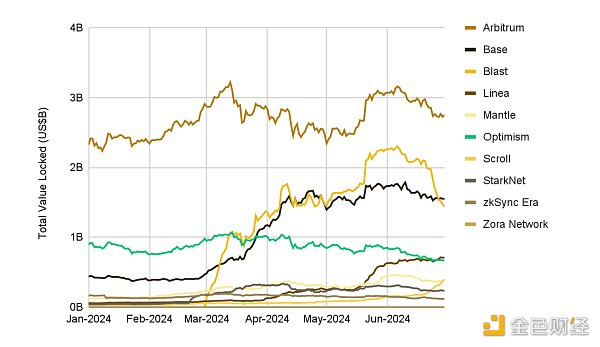 4B
3B
2B
1B
0B
Total Value Locked (US$B)
Jan-2024 Feb-2024 Mar-2024 Apr-2024 May-2024 Jun-2024
Arbitrum
Base
Blast
Linea
Mantle
Optimism
Scroll
StarkNet
zkSync Era
Zora Network
金色财经